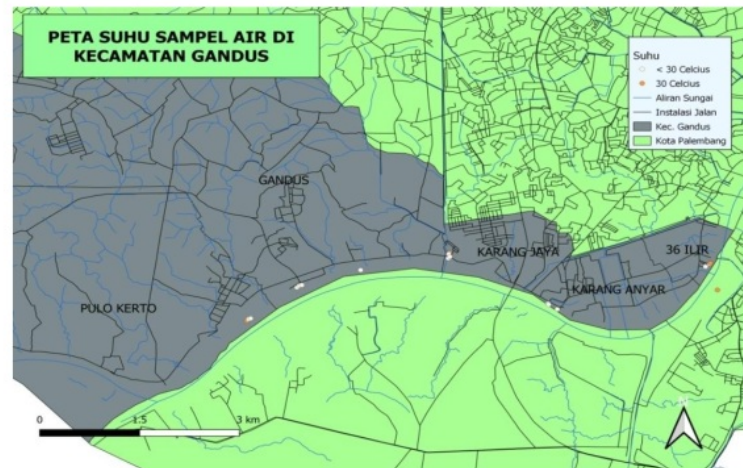 PETA SUHU SAMPEL AIR DI
KECAMATAN GANDUS
Suhu
< 30 Celcius
30 Celcius
Aliran Sungai
Instalasi Jalan
Kec. Gandus
Kota Palembang
GANDUS
KARANG JAYA
36 ILIR
KARANG ANYAR
PULO KERTO
0 1.5 3 km
N